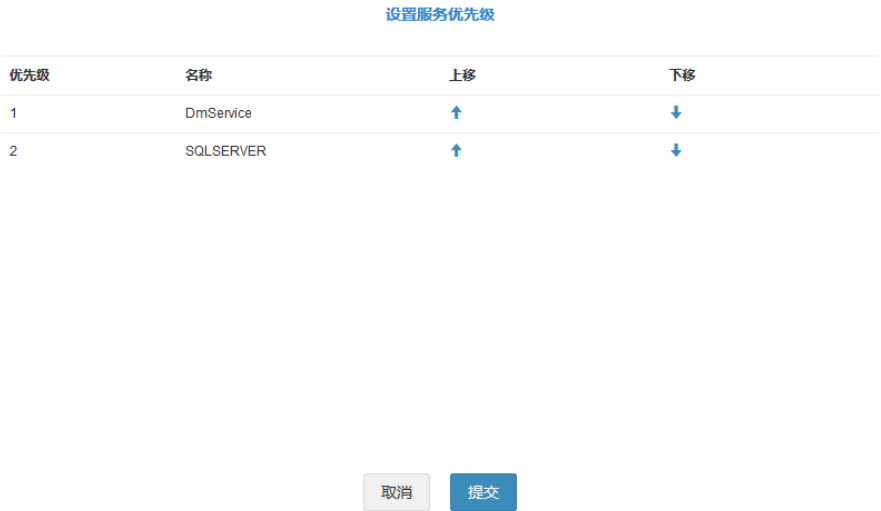 设置服务优先级
优先级 名称 上移 下移
1 DmService
2 SQLSERVER
取消 提交